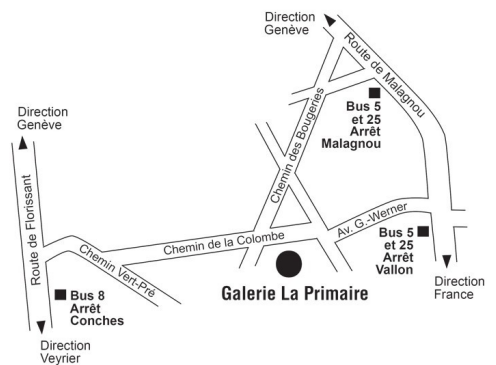 Direction
Genève
Route de Malagnou
Bus 5
et 25
Arrêt
Malagnou
Chemin des Bougeries
Direction
Genève
Route de Florissant
Chemin de la Colombe
Av. G.-Werner
Chemin Vert-Pré
Bus 5
et 25
Arrêt
Vallon
Galerie La Primaire
Direction
France
Bus 8
Arrêt
Conches
Direction
Veyrier